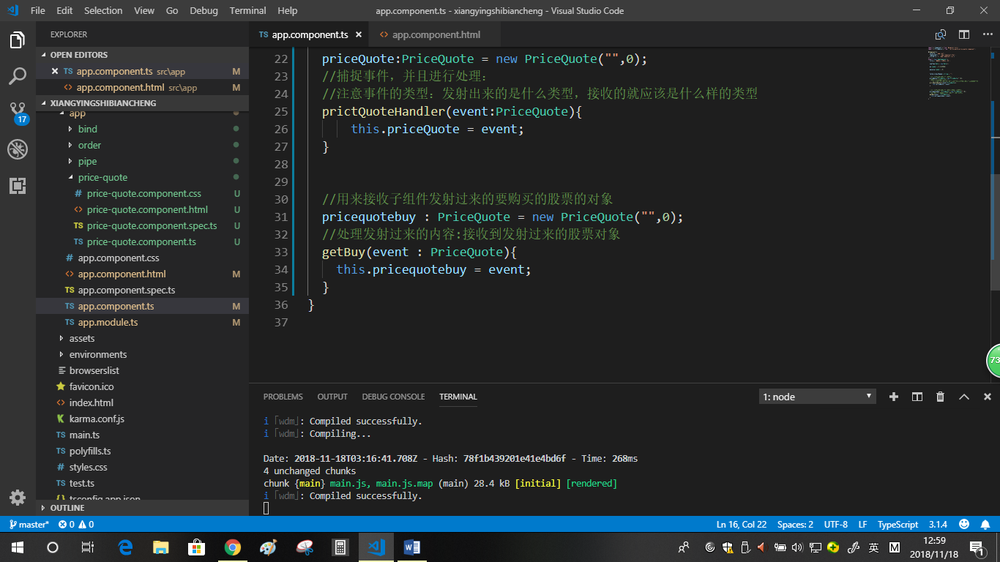 File Edit Selection View Go Debug Terminal Help
app.component.ts - xiangyingshibiancheng - Visual Studio Code
EXPLORER
OPEN EDITORS
TS app.component.ts src\app M
<> app.component.html src\app M
XIANGYINGSHIBIANCHENG
app
bind
order
pipe
price-quote
# price-quote.component.css U
<> price-quote.component.html U
TS price-quote.component.spec.ts U
TS price-quote.component.ts U
# app.component.css
<> app.component.html M
TS app.component.spec.ts
TS app.component.ts M
TS app.module.ts M
assets
environments
browserslist
favicon.ico
<> index.html
karma.conf.js
TS main.ts
TS polyfills.ts
# styles.css
TS test.ts
{} tsconfig.app.json
OUTLINE
17
TS app.component.ts × <> app.component.html
22 priceQuote:PriceQuote = new PriceQuote("",0);
23 //捕捉事件，并且进行处理：
24 //注意事件的类型：发射出来的是什么类型，接收的就应该是什么样的类型
25 prictQuoteHandler(event:PriceQuote){
26 this.priceQuote = event;
27 }
28
29
30 //用来接收子组件发射过来的要购买的股票的对象
31 pricequotebuy : PriceQuote = new PriceQuote("",0);
32 //处理发射过来的内容:接收到发射过来的股票对象
33 getBuy(event : PriceQuote){
34 this.pricequotebuy = event;
35 }
36 }
37
73
PROBLEMS OUTPUT DEBUG CONSOLE TERMINAL 1: node
i ｢wdm｣: Compiled successfully.
i ｢wdm｣: Compiling...
Date: 2018-11-18T03:16:41.708Z - Hash: 78f1b439201e41e4bd6f - Time: 268ms
4 unchanged chunks
chunk {main} main.js, main.js.map (main) 28.4 kB [initial] [rendered]
i ｢wdm｣: Compiled successfully.
master* 0 0 Ln 16, Col 22 Spaces: 2 UTF-8 LF TypeScript 3.1.4
英 M 12:59
2018/11/18 1